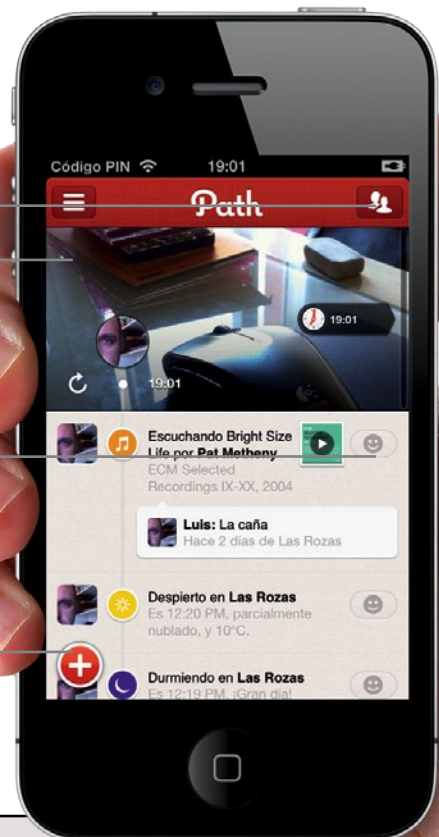 Código PIN 19:01
Path
19:01
19:01
Escuchando Bright Size
Life por Pat Metheny
ECM Selected
Recordings IX-XX, 2004
Luis: La caña
Hace 2 días de Las Rozas
Despierto en Las Rozas
Es 12:20 PM, parcialmente
nublado, y 10°C.
Durmiendo en Las Rozas
Es 12:19 PM. ¡Gran día!